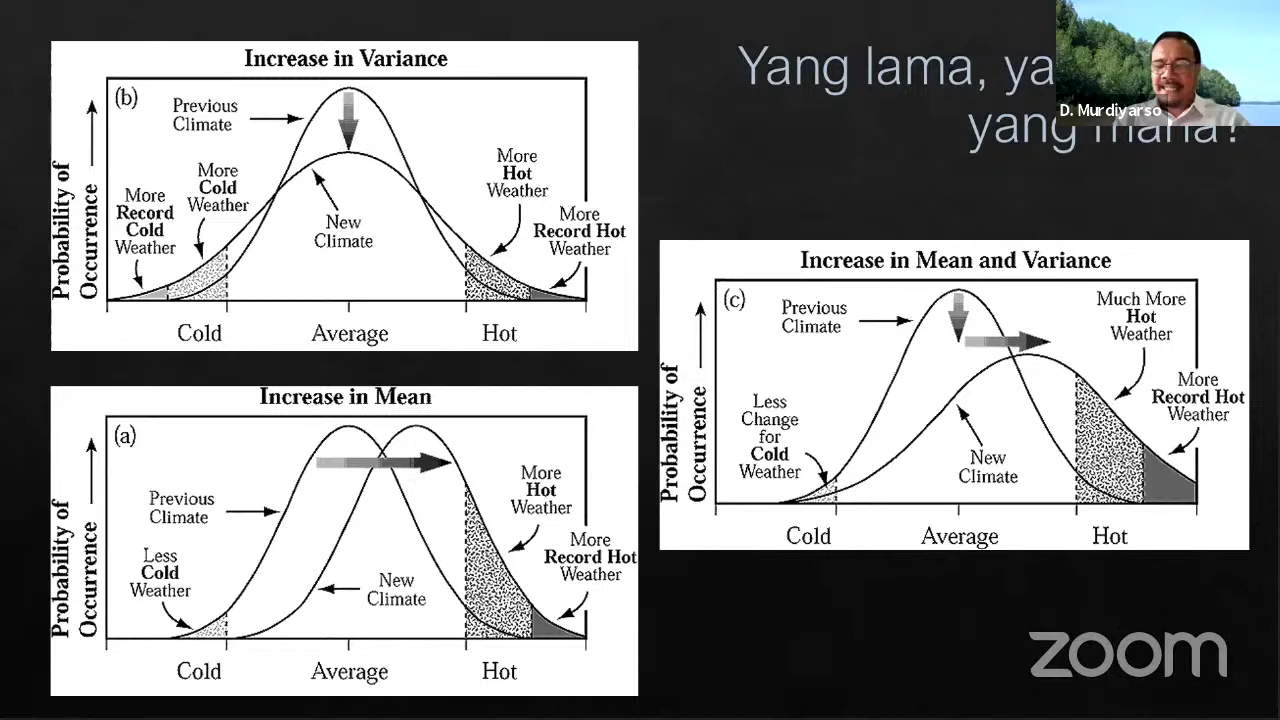 Increase in Variance
(b)
Previous
Climate
More
Cold
Weather
More
Record
Cold
Weather
New
Climate
More
Hot
Weather
More
Record Hot
Weather
Probability of
Occurrence
Cold
Average
Hot
Increase in Mean
(a)
Previous
Climate
Less
Cold
Weather
New
Climate
More
Hot
Weather
More
Record Hot
Weather
Probability of
Occurrence
Cold
Average
Hot
Yang lama,
yang mana?
D. Murdiyarso
Increase in Mean and Variance
(c)
Previous
Climate
Much More
Hot
Weather
More
Record Hot
Weather
Less
Change
for
Cold
Weather
New
Climate
Probability of
Occurrence
Cold
Average
Hot
zoom